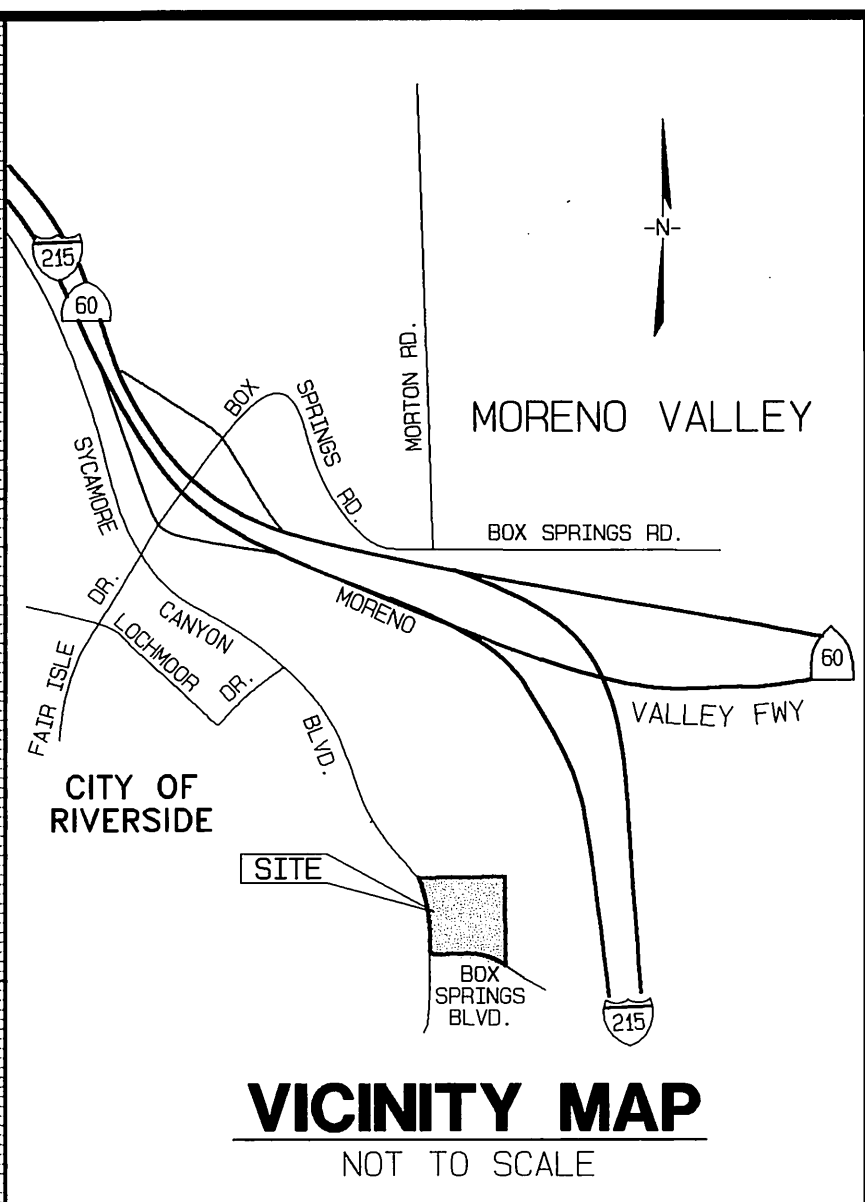 215
60
-N-
MORTON RD.
BOX
SPRINGS
RD.
MORENO VALLEY
SYCAMORE
BOX SPRINGS RD.
DR.
MORENO
CANYON
LOCHMOOR
DR.
60
FAIR ISLE
VALLEY FWY
BLVD.
CITY OF
RIVERSIDE
SITE
BOX
SPRINGS
BLVD.
215
VICINITY MAP
NOT TO SCALE